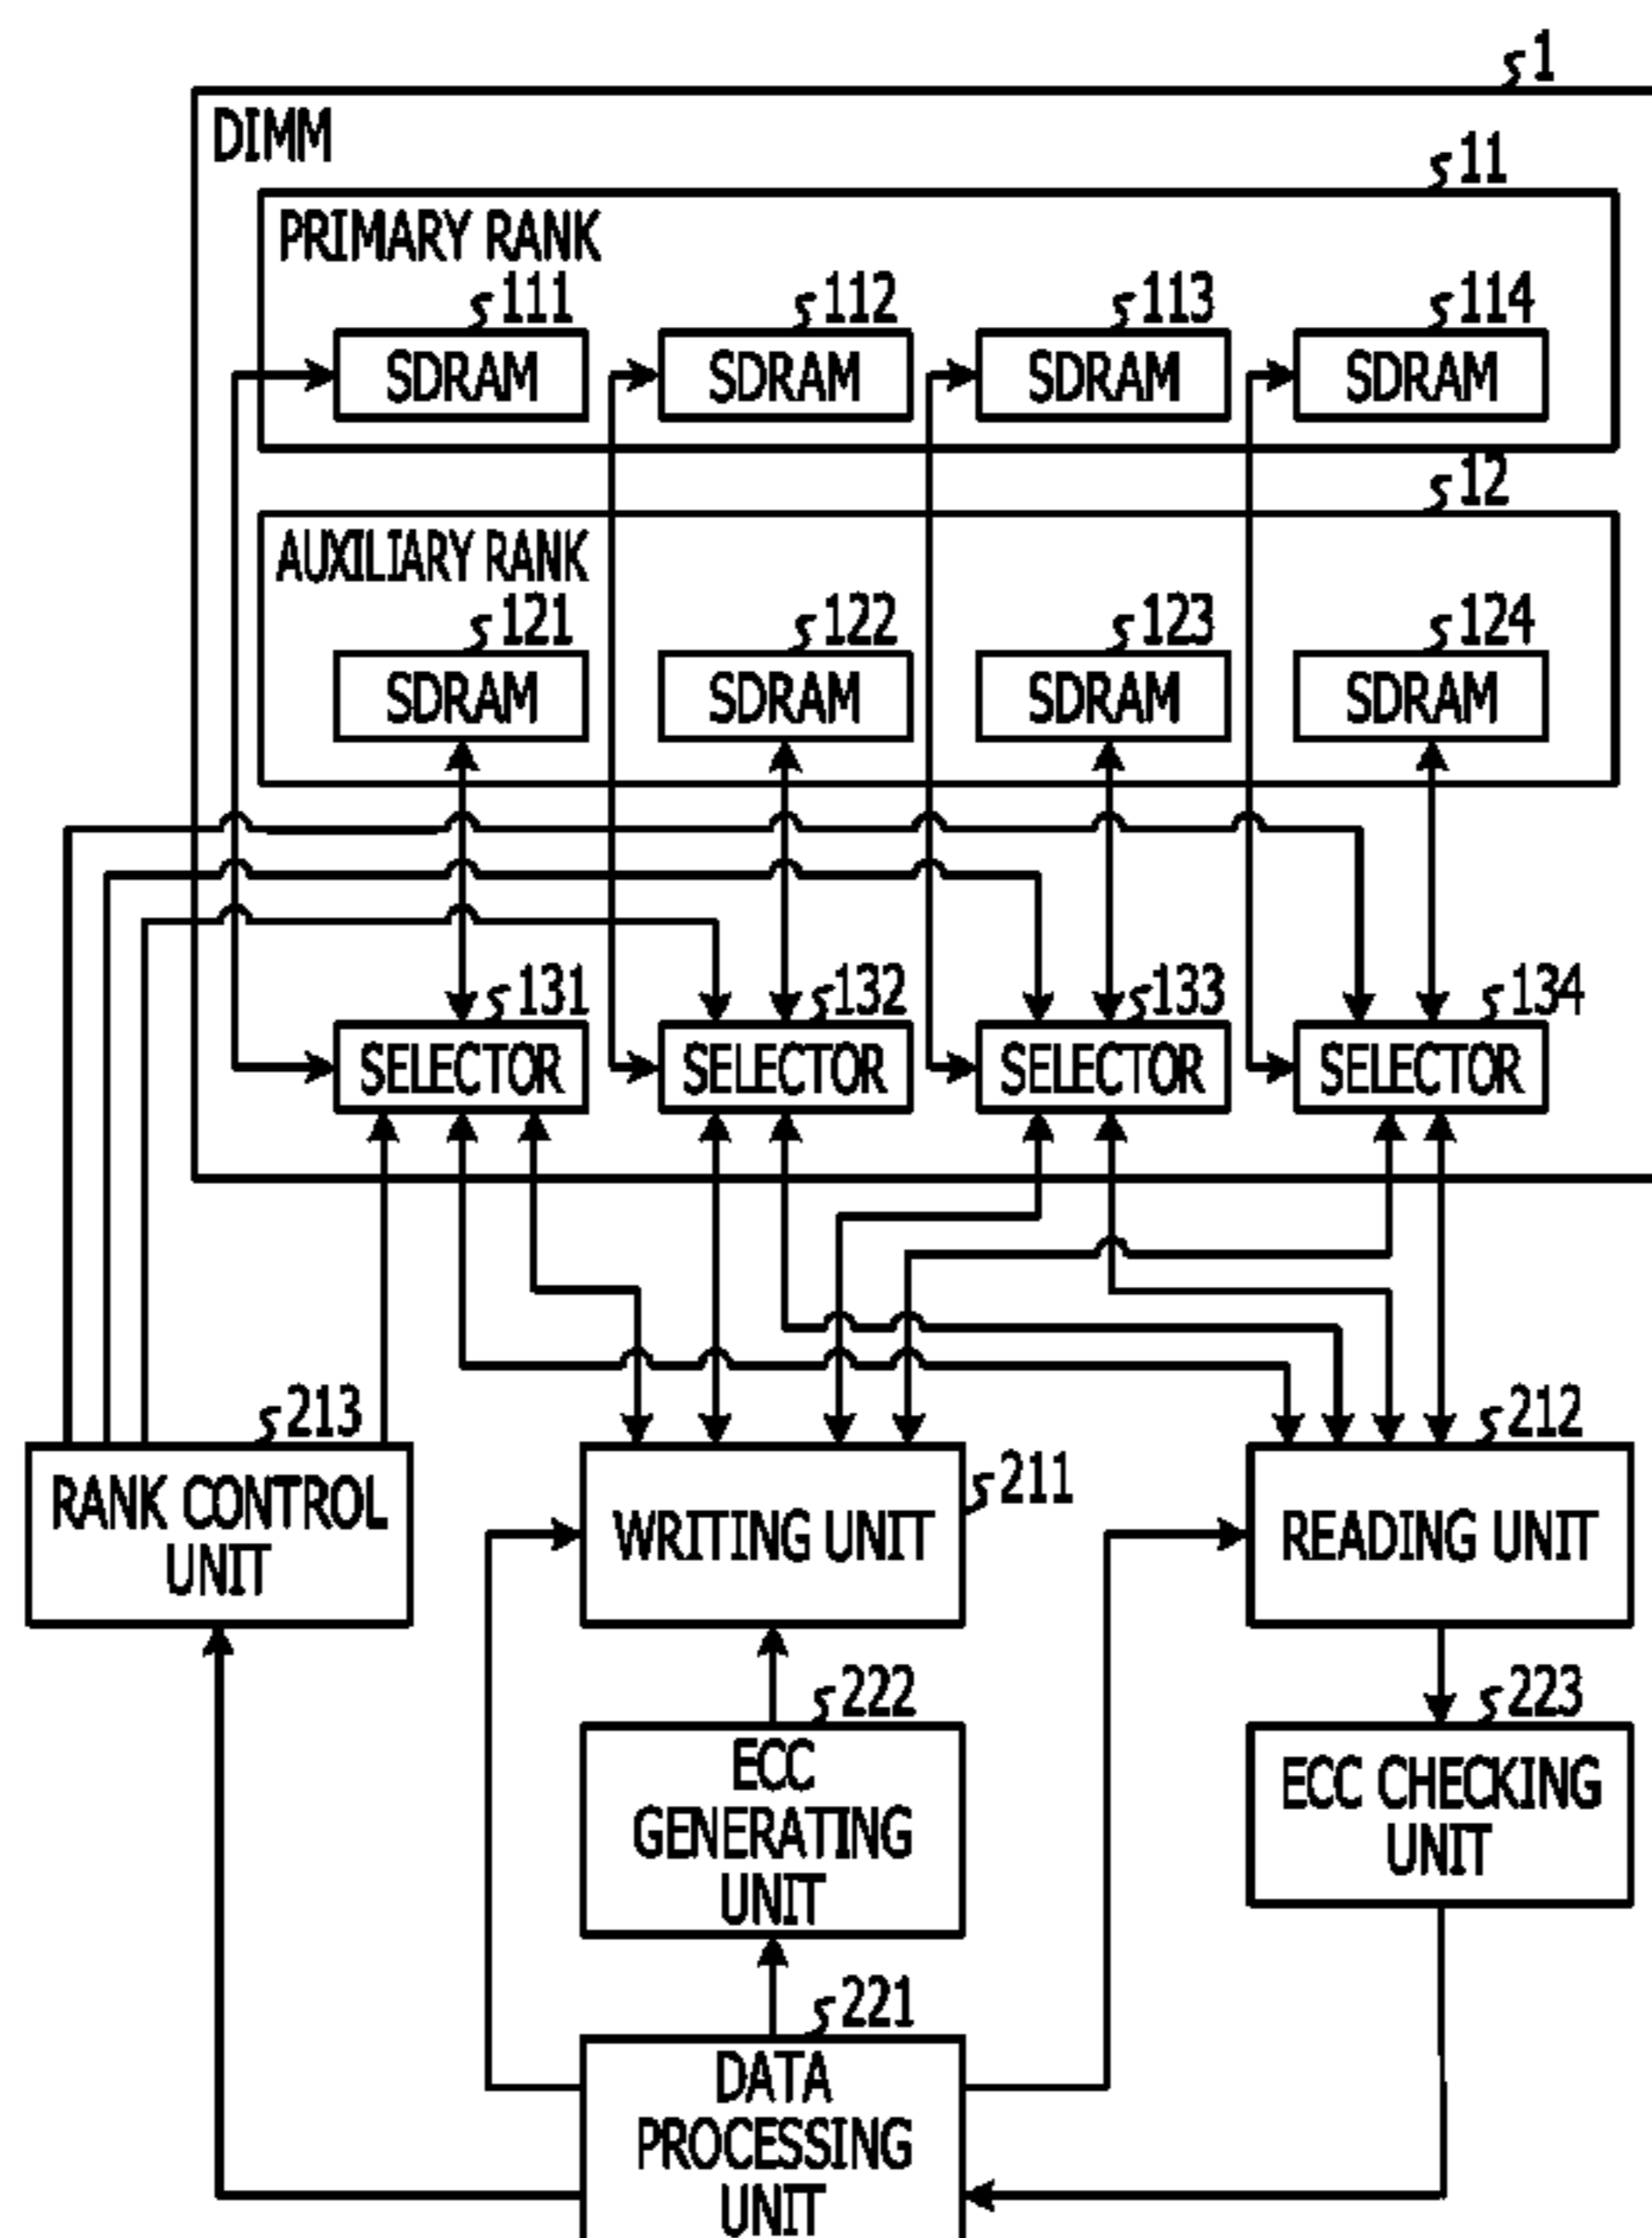 1
DIMM
11
PRIMARY RANK
111 112 113 114
SDRAM SDRAM SDRAM SDRAM
12
AUXILIARY RANK
121 122 123 124
SDRAM SDRAM SDRAM SDRAM
131 132 133 134
SELECTOR SELECTOR SELECTOR SELECTOR
213
RANK CONTROL
UNIT
211
WRITING UNIT
212
READING UNIT
222
ECC
GENERATING
UNIT
223
ECC CHECKING
UNIT
221
DATA
PROCESSING
UNIT